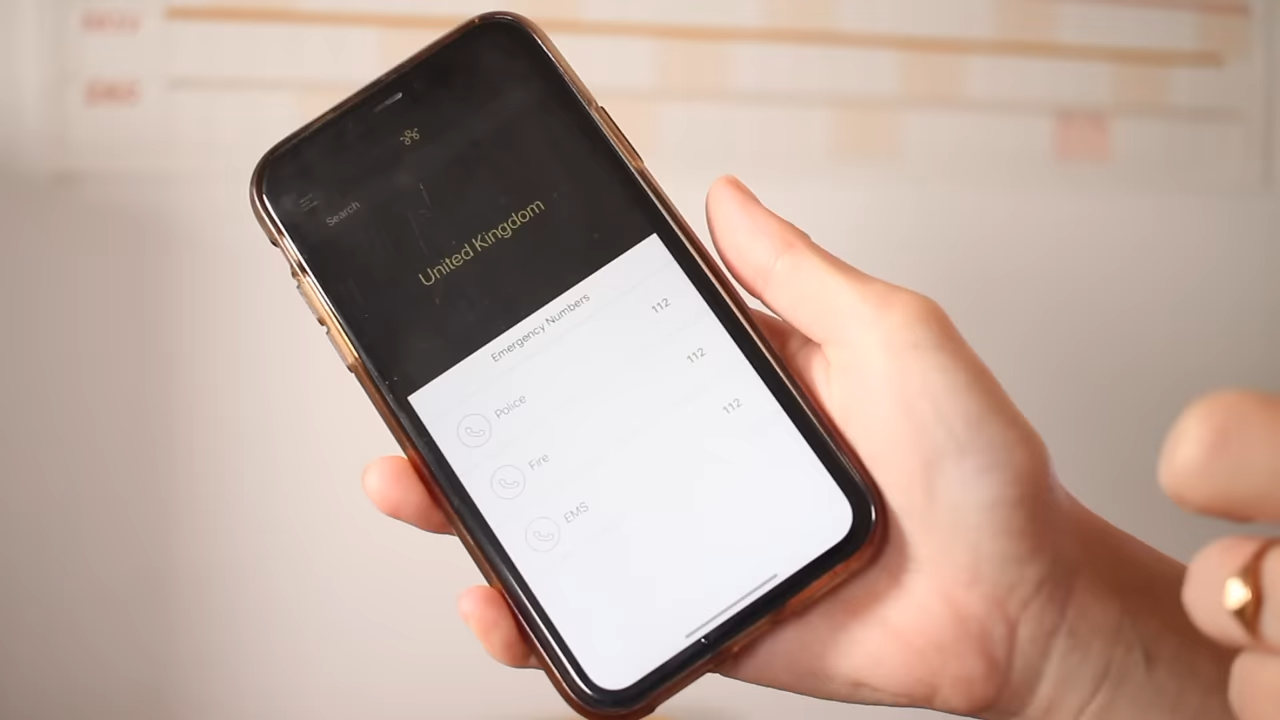 Search
United Kingdom
Emergency Numbers
Police 112
Fire 112
EMS 112